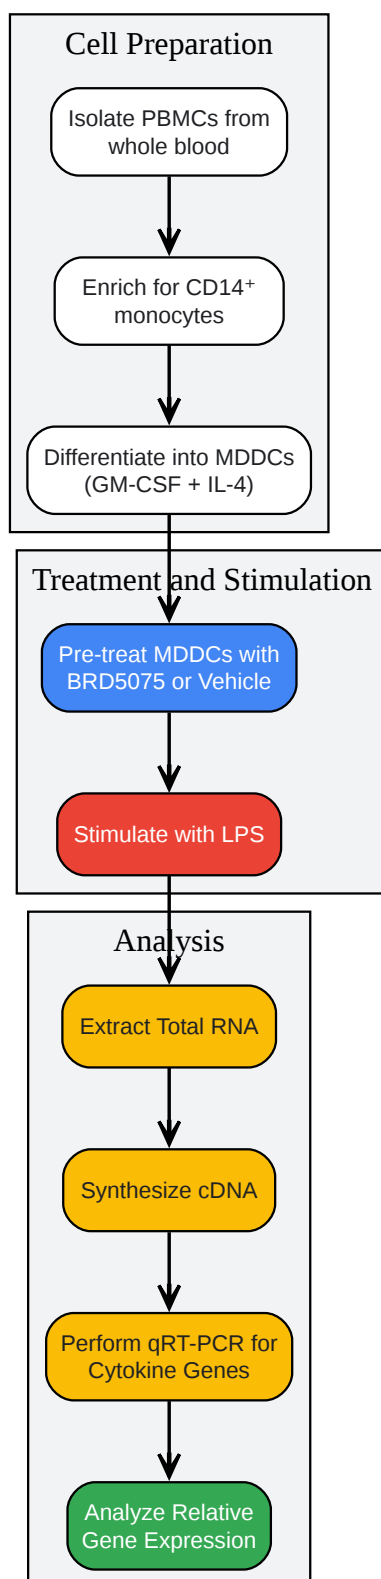 Cell Preparation
Isolate PBMCs from
whole blood
Enrich for CD14⁺
monocytes
Differentiate into MDDCs
(GM-CSF + IL-4)
Treatment and Stimulation
Pre-treat MDDCs with
BRD5075 or Vehicle
Stimulate with LPS
Analysis
Extract Total RNA
Synthesize cDNA
Perform qRT-PCR for
Cytokine Genes
Analyze Relative
Gene Expression